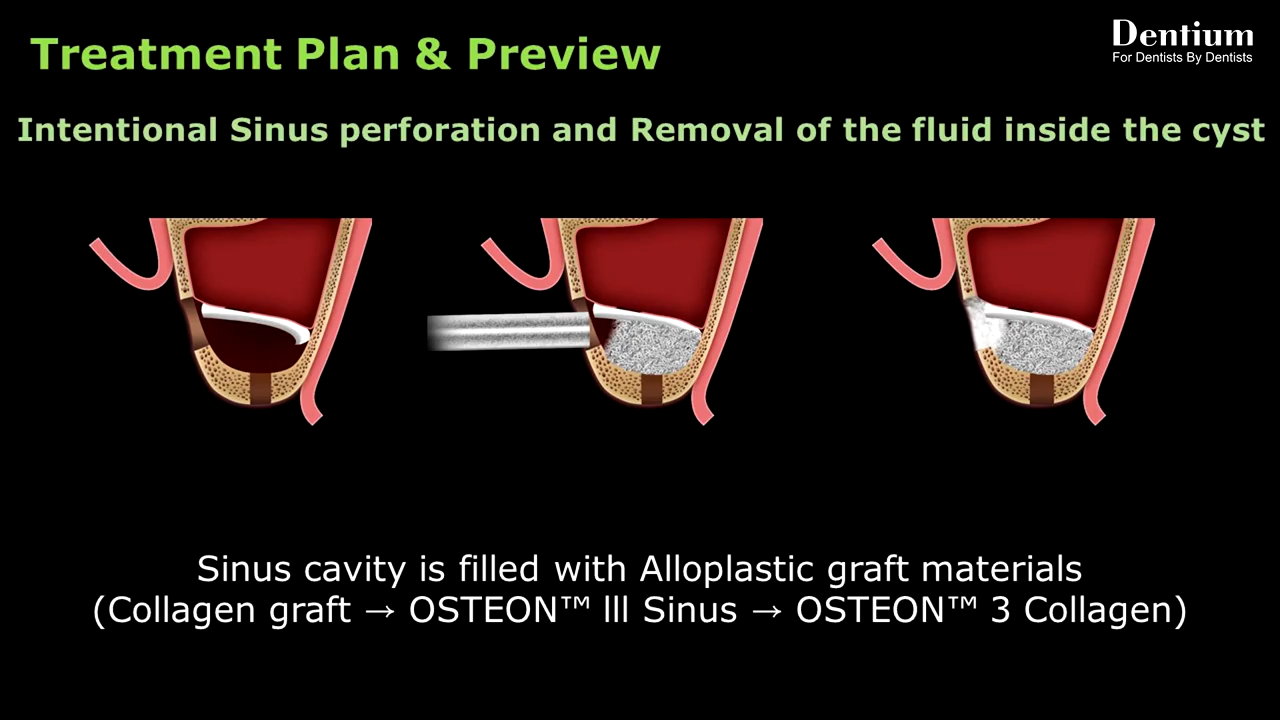 Treatment Plan & Preview
Dentium
For Dentists By Dentists
Intentional Sinus perforation and Removal of the fluid inside the cyst
Sinus cavity is filled with Alloplastic graft materials
(Collagen graft → OSTEON™ lll Sinus → OSTEON™ 3 Collagen)